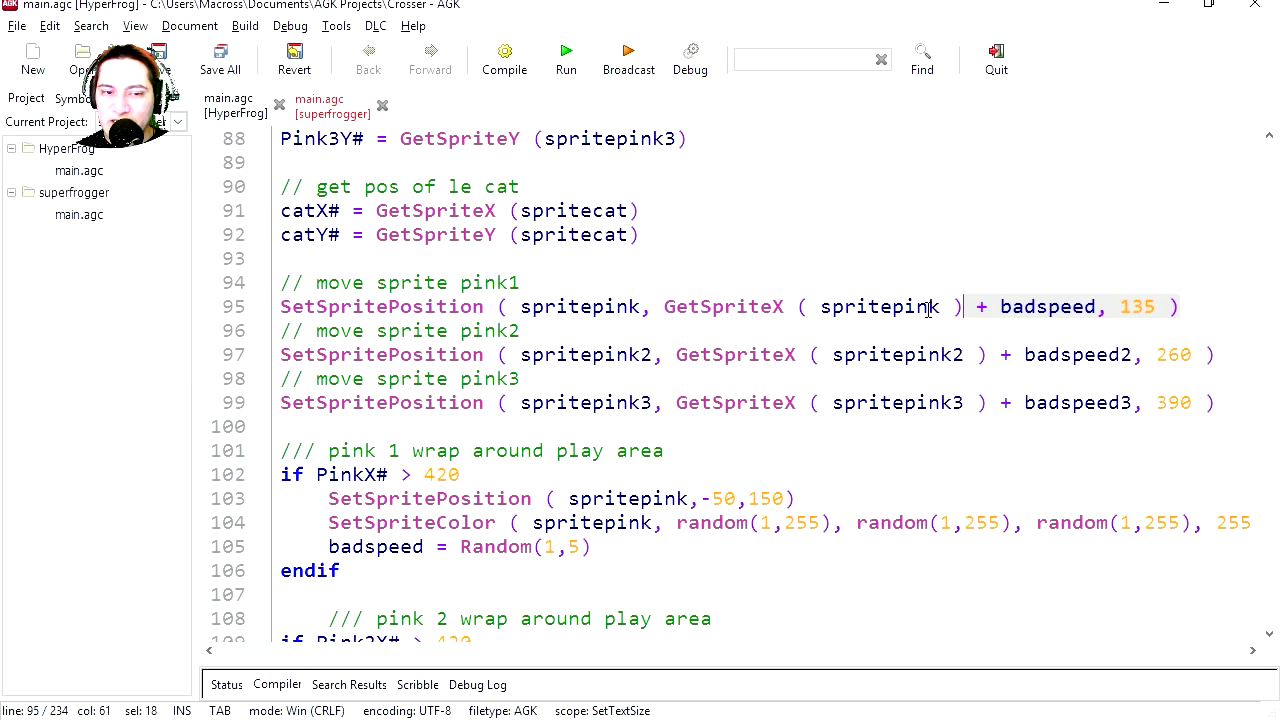 main.agc [HyperFrog] - C:\Users\Macross\Documents\AGK Projects\Crosser - AGK
File Edit Search View Document Build Debug Tools DLC Help
New Save All Revert Back Forward Compile Run Broadcast Debug Find Quit
Project
main.agc [HyperFrog]
main.agc [superfrogger]
Current Project:
HyperFrog
main.agc
superfrogger
main.agc
88 Pink3Y# = GetSpriteY (spritepink3)
89
90 // get pos of le cat
91 catX# = GetSpriteX (spritecat)
92 catY# = GetSpriteY (spritecat)
93
94 // move sprite pink1
95 SetSpritePosition ( spritepink, GetSpriteX ( spritepink ) + badspeed, 135 )
96 // move sprite pink2
97 SetSpritePosition ( spritepink2, GetSpriteX ( spritepink2 ) + badspeed2, 260 )
98 // move sprite pink3
99 SetSpritePosition ( spritepink3, GetSpriteX ( spritepink3 ) + badspeed3, 390 )
100
101 /// pink 1 wrap around play area
102 if PinkX# > 420
103 SetSpritePosition ( spritepink,-50,150)
104 SetSpriteColor ( spritepink, random(1,255), random(1,255), random(1,255), 255
105 badspeed = Random(1,5)
106 endif
107
108 /// pink 2 wrap around play area
109 if Pink2X# > 420
Status Compiler Search Results Scribble Debug Log
line: 95 / 234 col: 61 sel: 18 INS TAB mode: Win (CRLF) encoding: UTF-8 filetype: AGK scope: SetTextSize